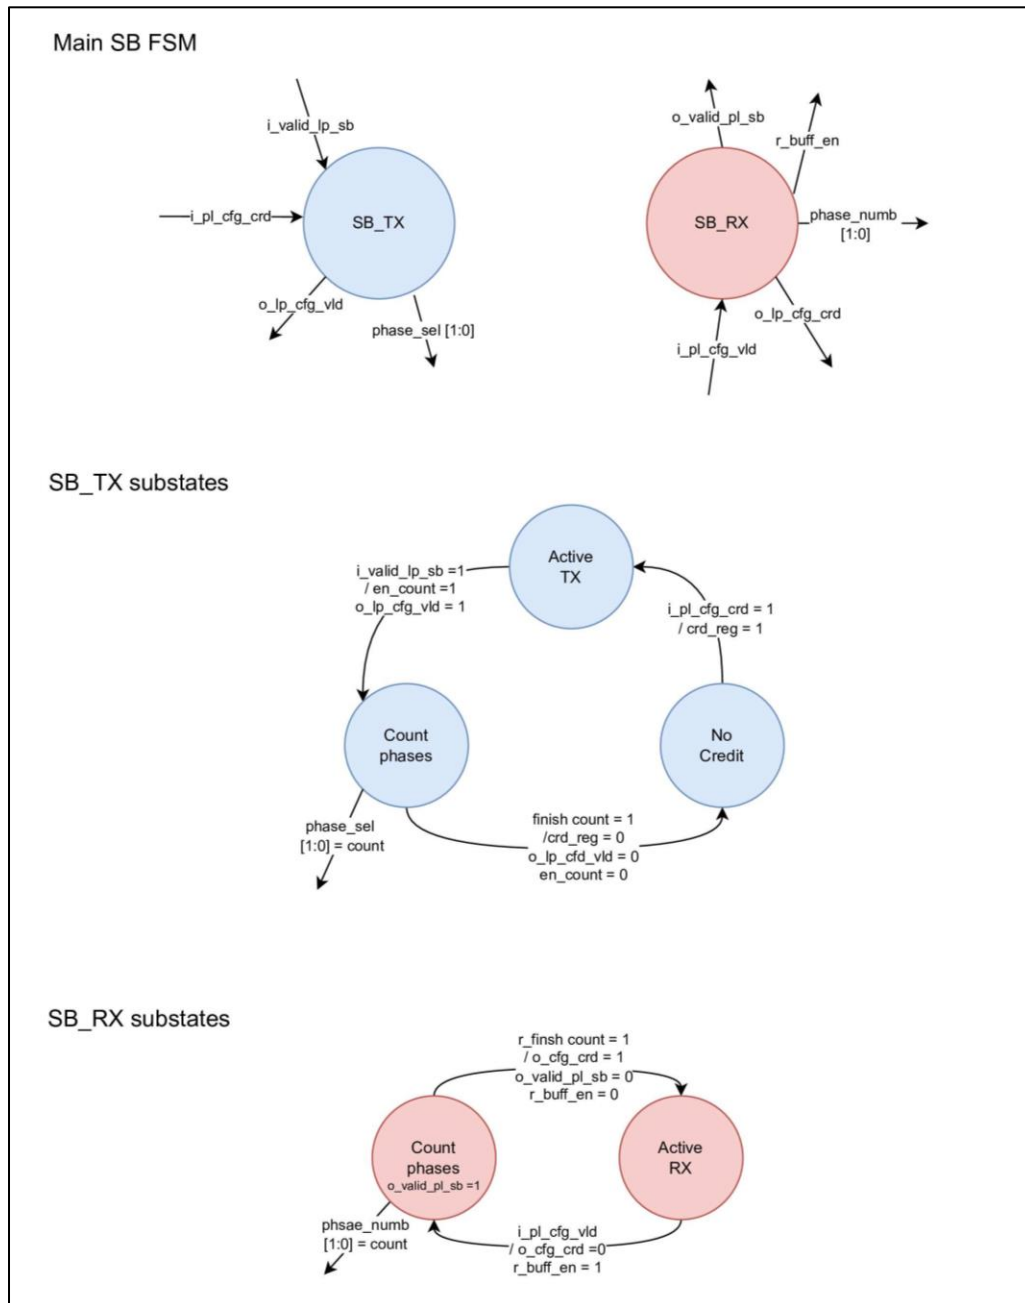 Main SB FSM
i_valid_lp_sb
i_pl_cfg_crd
SB_TX
o_lp_cfg_vld
phase_sel [1:0]
o_valid_pl_sb
r_buff_en
SB_RX
phase_numb
[1:0]
o_lp_cfg_crd
i_pl_cfg_vld
SB_TX substates
Active
TX
i_valid_lp_sb =1
/ en_count =1
o_lp_cfg_vld = 1
i_pl_cfg_crd = 1
/ crd_reg = 1
Count
phases
No
Credit
phase_sel
[1:0] = count
finish count = 1
/crd_reg = 0
o_lp_cfd_vld = 0
en_count = 0
SB_RX substates
r_finsh count = 1
/ o_cfg_crd = 1
o_valid_pl_sb = 0
r_buff_en = 0
Count
phases
o_valid_pl_sb =1
Active
RX
phsae_numb
[1:0] = count
i_pl_cfg_vld
/ o_cfg_crd =0
r_buff_en = 1